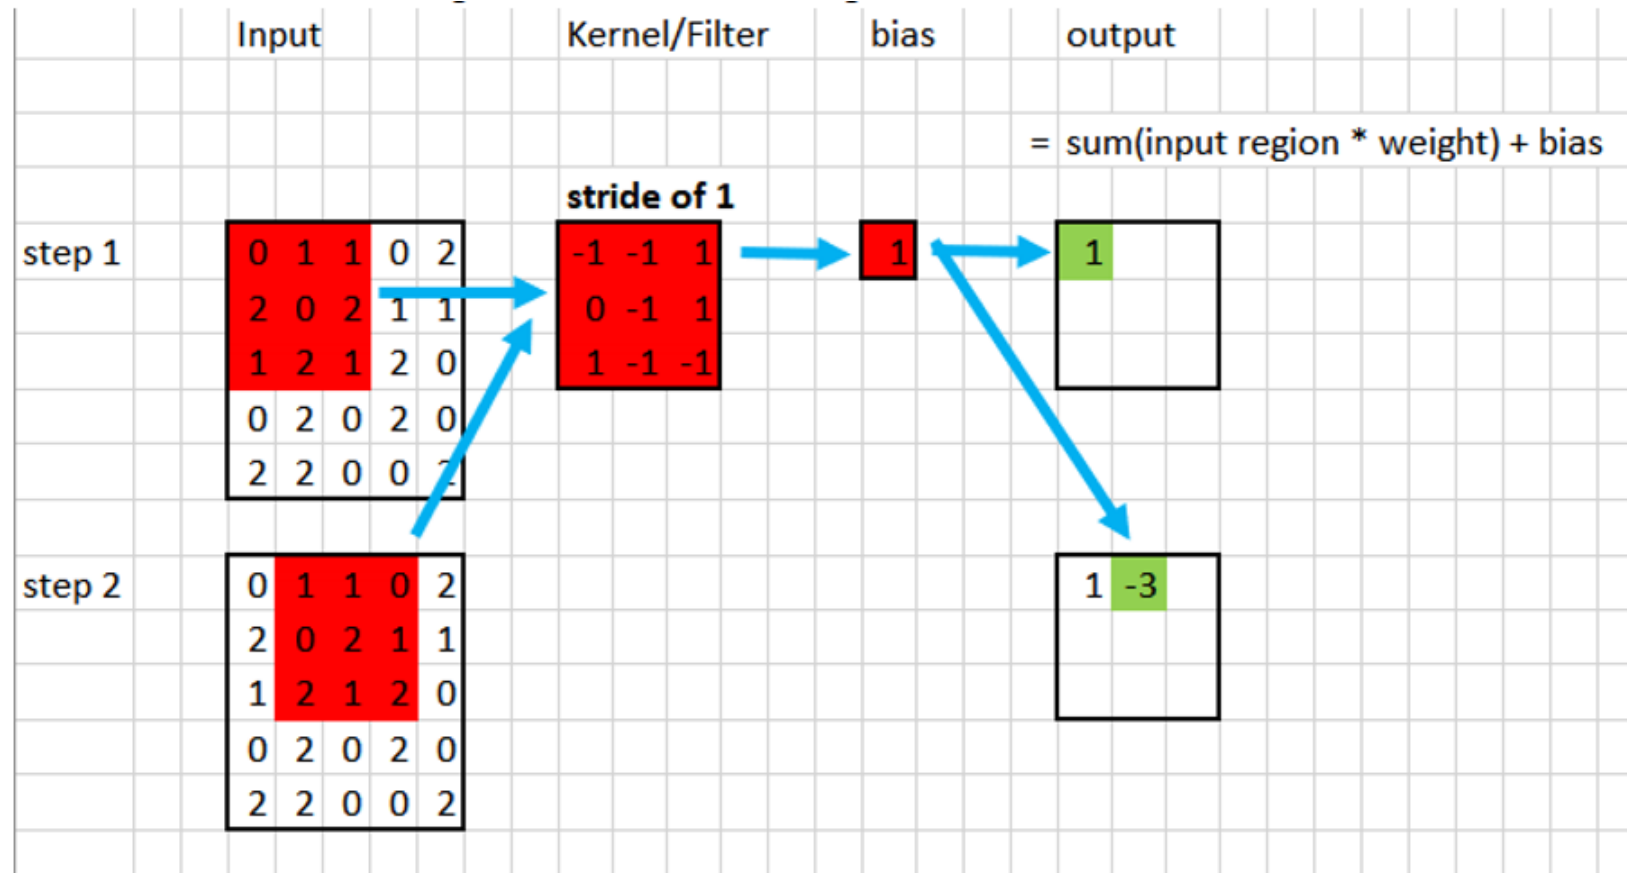 Input Kernel/Filter bias output
= sum(input region * weight) + bias
stride of 1
step 1 0 1 1 0 2 -1 -1 1 1 1
2 0 2 1 1 0 -1 1
1 2 1 2 0 1 -1 -1
0 2 0 2 0
2 2 0 0 2
step 2 0 1 1 0 2 1 -3
2 0 2 1 1
1 2 1 2 0
0 2 0 2 0
2 2 0 0 2